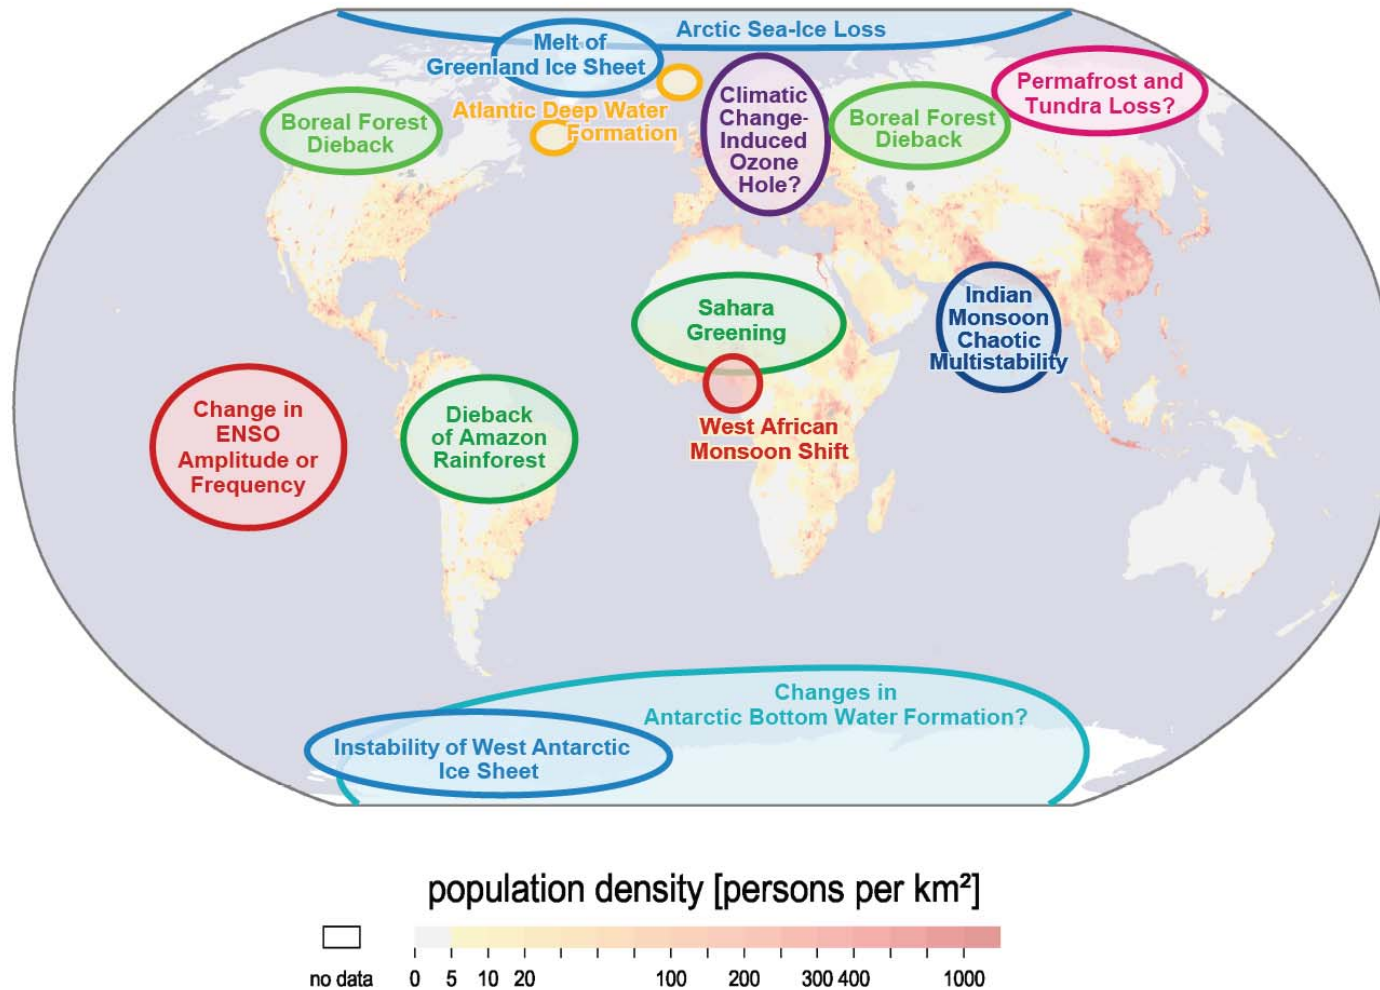 Arctic Sea-Ice Loss
Melt of
Greenland Ice Sheet
Atlantic Deep Water
Formation
Climatic
Change-
Induced
Ozone
Hole?
Boreal Forest
Dieback
Boreal Forest
Dieback
Permafrost and
Tundra Loss?
Sahara
Greening
Indian
Monsoon
Chaotic
Multistability
Change in
ENSO
Amplitude or
Frequency
Dieback
of Amazon
Rainforest
West African
Monsoon Shift
Changes in
Antarctic Bottom Water Formation?
Instability of West Antarctic
Ice Sheet
population density [persons per km²]
no data 0 5 10 20 100 200 300 400 1000